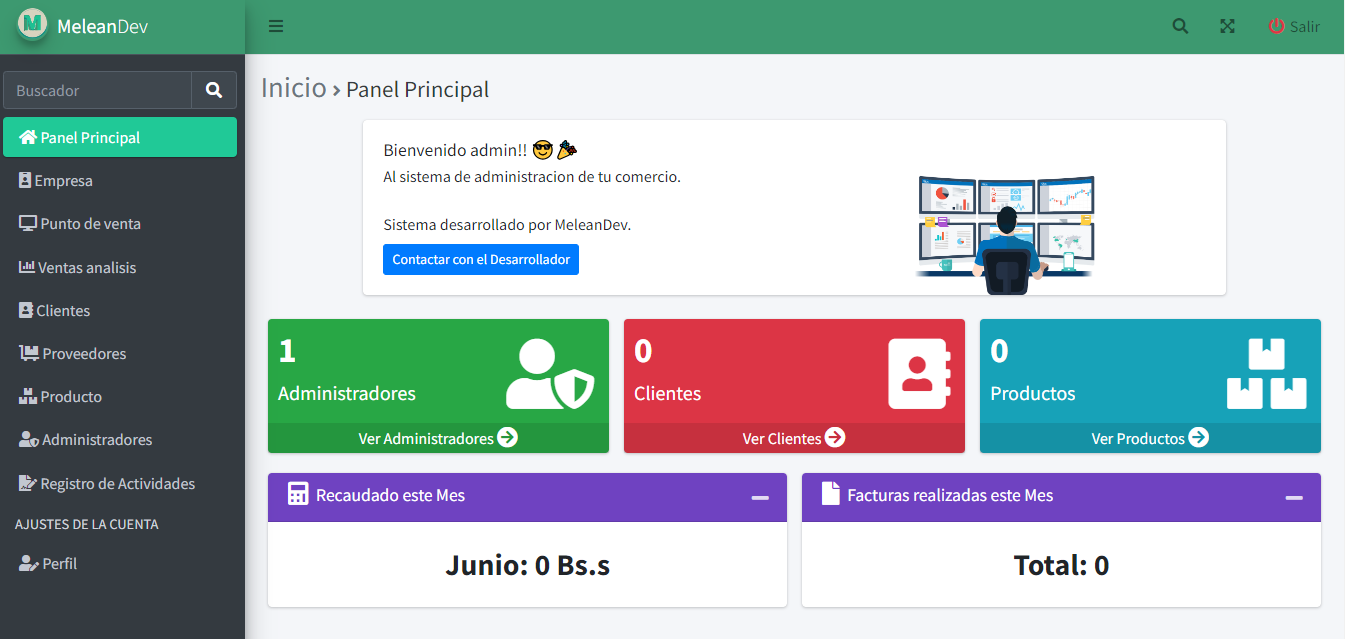 MeleanDev
Salir
Buscador
Panel Principal
Empresa
Punto de venta
Ventas analisis
Clientes
Proveedores
Producto
Administradores
Registro de Actividades
AJUSTES DE LA CUENTA
Perfil
Inicio › Panel Principal
Bienvenido admin!! 😎 🎉
Al sistema de administracion de tu comercio.
Sistema desarrollado por MeleanDev.
Contactar con el Desarrollador
1
Administradores
Ver Administradores
0
Clientes
Ver Clientes
0
Productos
Ver Productos
Recaudado este Mes
Junio: 0 Bs.s
Facturas realizadas este Mes
Total: 0